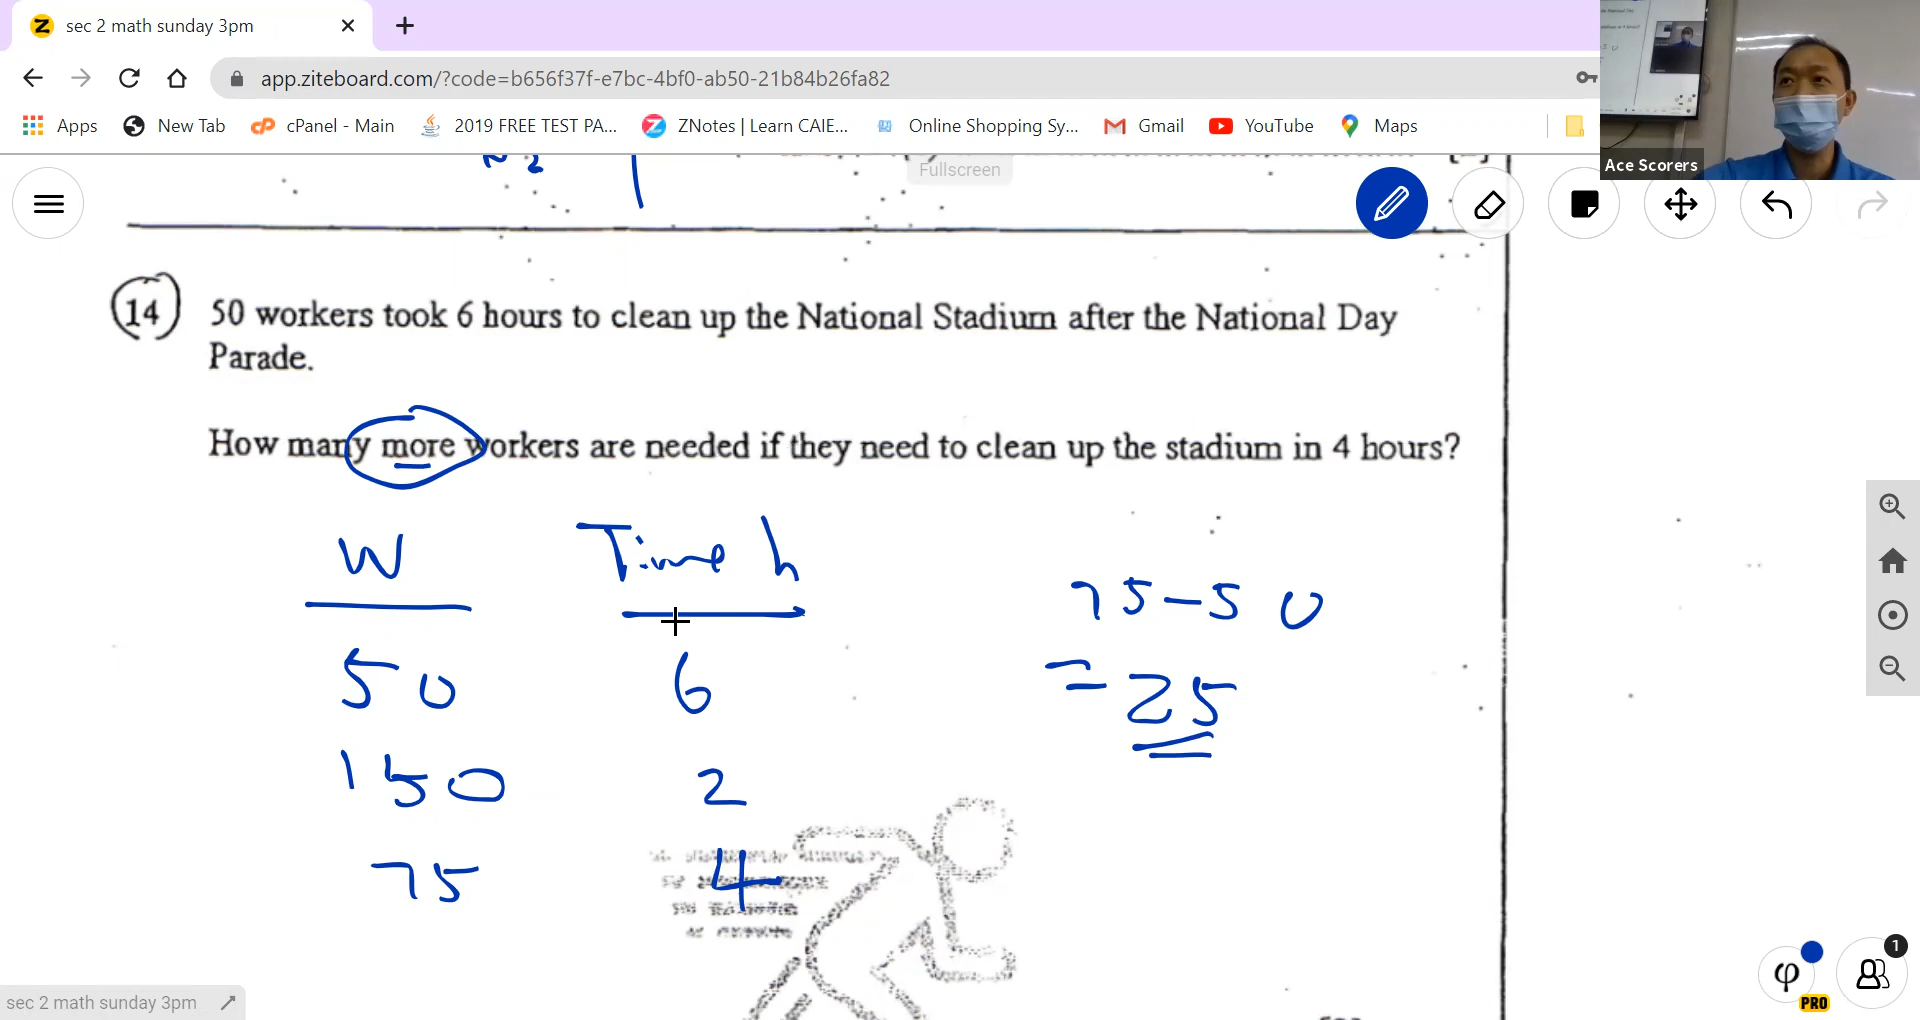 sec 2 math sunday 3pm
app.ziteboard.com/?code=b656f37f-e7bc-4bf0-ab50-21b84b26fa82
Apps New Tab cPanel - Main 2019 FREE TEST PA... ZNotes | Learn CAIE... Online Shopping Sy... Gmail YouTube Maps
Ace Scorers
Fullscreen
14 50 workers took 6 hours to clean up the National Stadium after the National Day
Parade.
How many more workers are needed if they need to clean up the stadium in 4 hours?
W Time h
50 6
150 2
75 4
75-50
= 25
1
φ
PRO
sec 2 math sunday 3pm